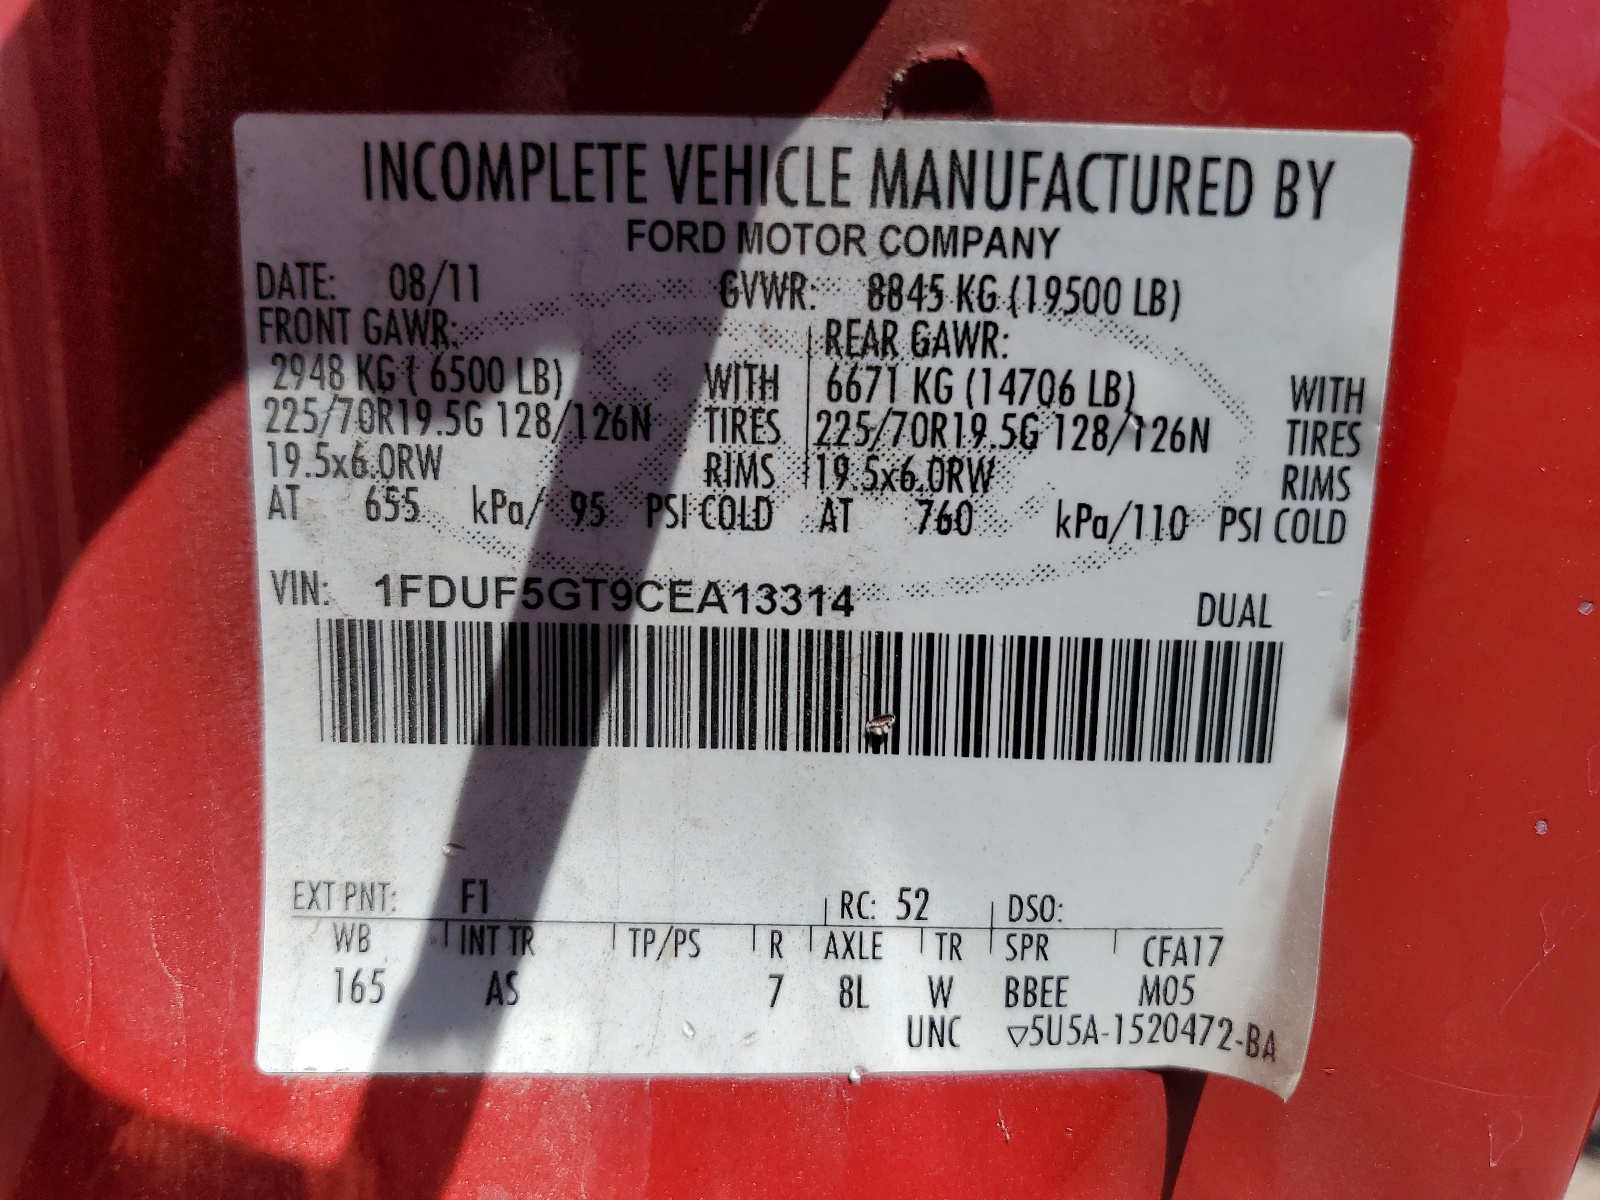 INCOMPLETE VEHICLE MANUFACTURED BY
FORD MOTOR COMPANY
DATE: 08/11 GVWR: 8845 KG (19500 LB)
FRONT GAWR: REAR GAWR:
2948 KG ( 6500 LB) WITH 6671 KG (14706 LB) WITH
225/70R19.5G 128/126N TIRES 225/70R19.5G 128/126N TIRES
19.5x6.0RW RIMS 19.5x6.0RW RIMS
AT 655 kPa/ 95 PSI COLD AT 760 kPa/110 PSI COLD
VIN: 1FDUF5GT9CEA13314
DUAL
EXT PNT: F1 RC: 52 DSO:
WB INT TR TP/PS R AXLE TR SPR CFA17
165 AS 7 8L W BBEE M05
UNC ▽5U5A-1520472-BA